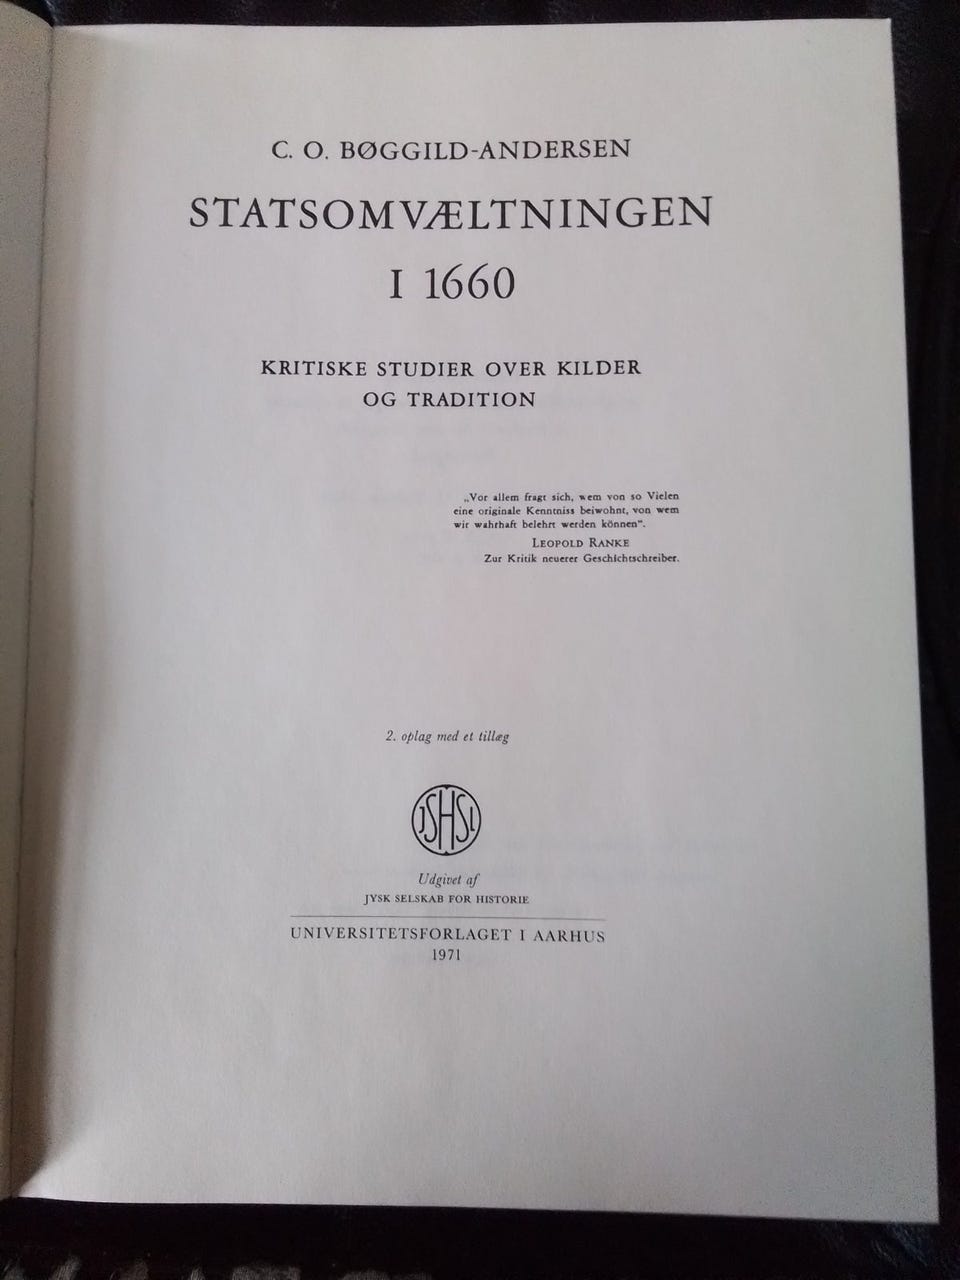 C. O. BØGGILD-ANDERSEN
STATSOMVÆLTNINGEN
I 1660
KRITISKE STUDIER OVER KILDER
OG TRADITION
„Vor allem fragt sich, wem von so Vielen
eine originale Kenntniss beiwohnt, von wem
wir wahrhaft belehrt werden können“.
LEOPOLD RANKE
Zur Kritik neuerer Geschichtschreiber.
2. oplag med et tillæg
JSHSL
Udgivet af
JYSK SELSKAB FOR HISTORIE
UNIVERSITETSFORLAGET I AARHUS
1971